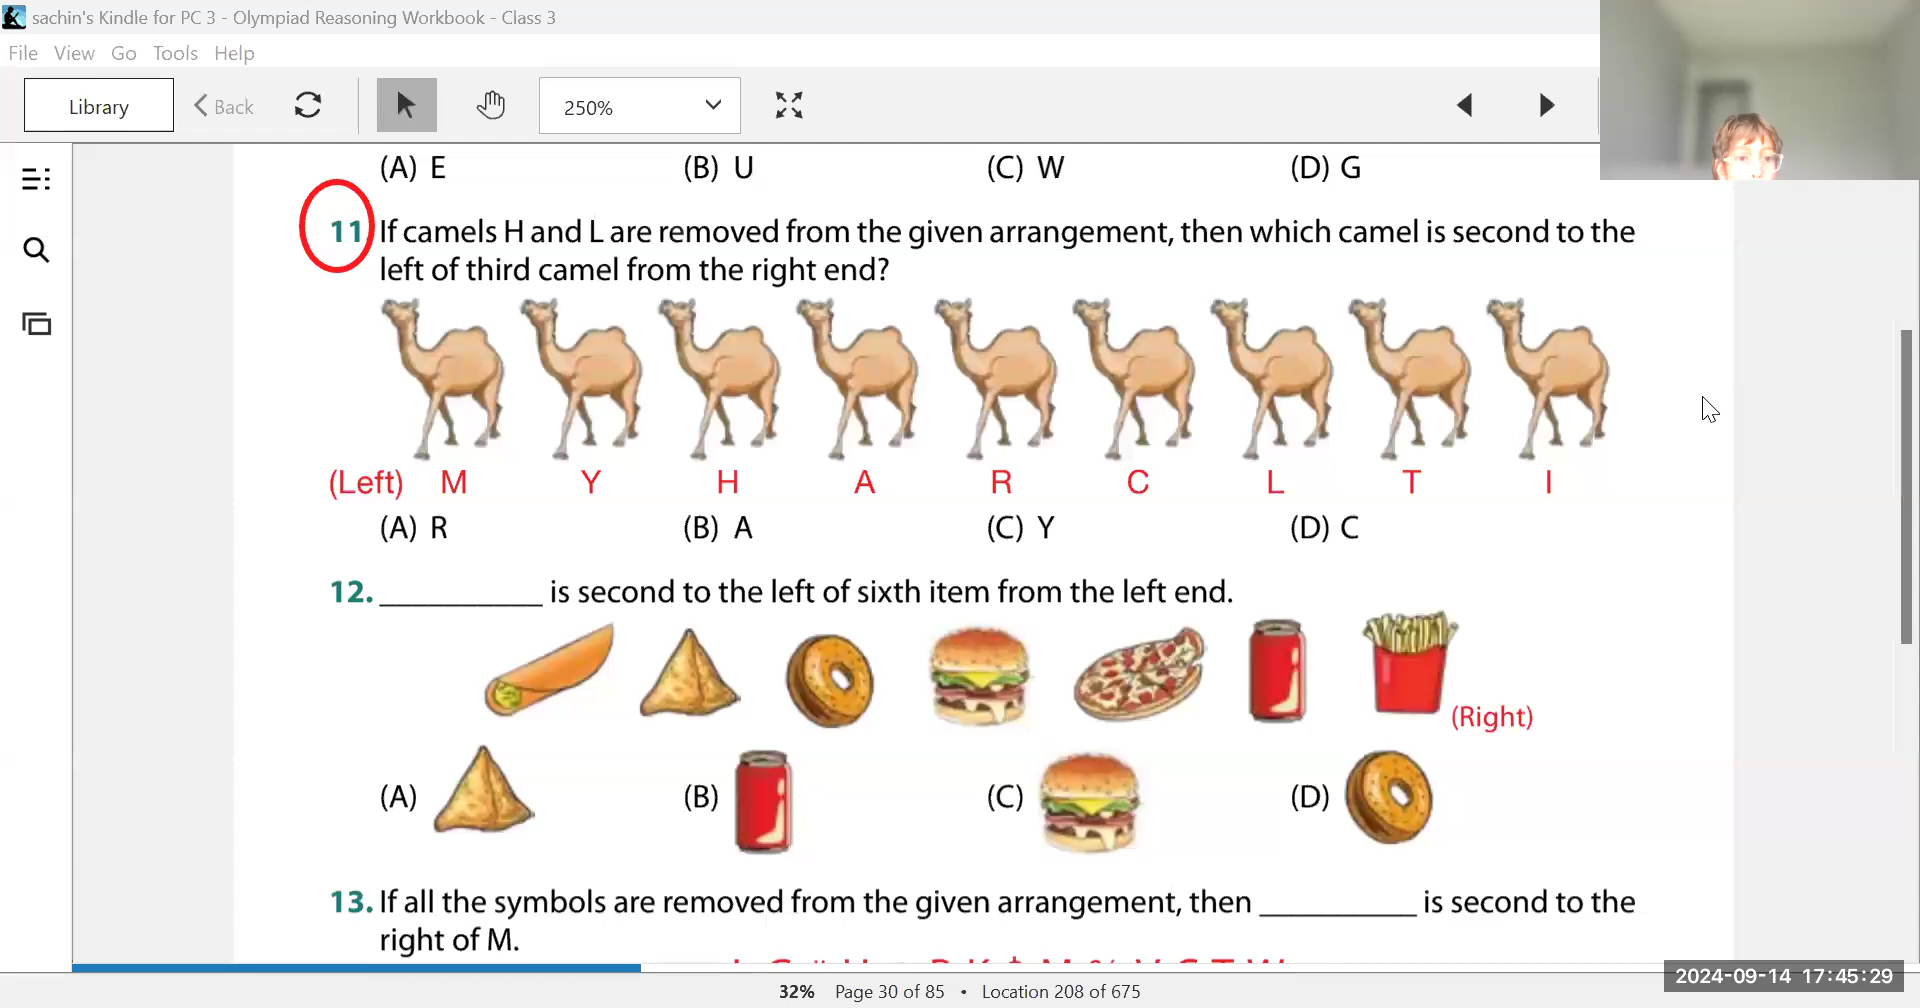 sachin's Kindle for PC 3 - Olympiad Reasoning Workbook - Class 3
File View Go Tools Help
Library Back 250%
(A) E (B) U (C) W (D) G
11 If camels H and L are removed from the given arrangement, then which camel is second to the
left of third camel from the right end?
(Left) M Y H A R C L T I
(A) R (B) A (C) Y (D) C
12. __________ is second to the left of sixth item from the left end.
(Right)
(A) (B) (C) (D)
13. If all the symbols are removed from the given arrangement, then __________ is second to the
right of M.
2024-09-14 17:45:29
32% Page 30 of 85 • Location 208 of 675